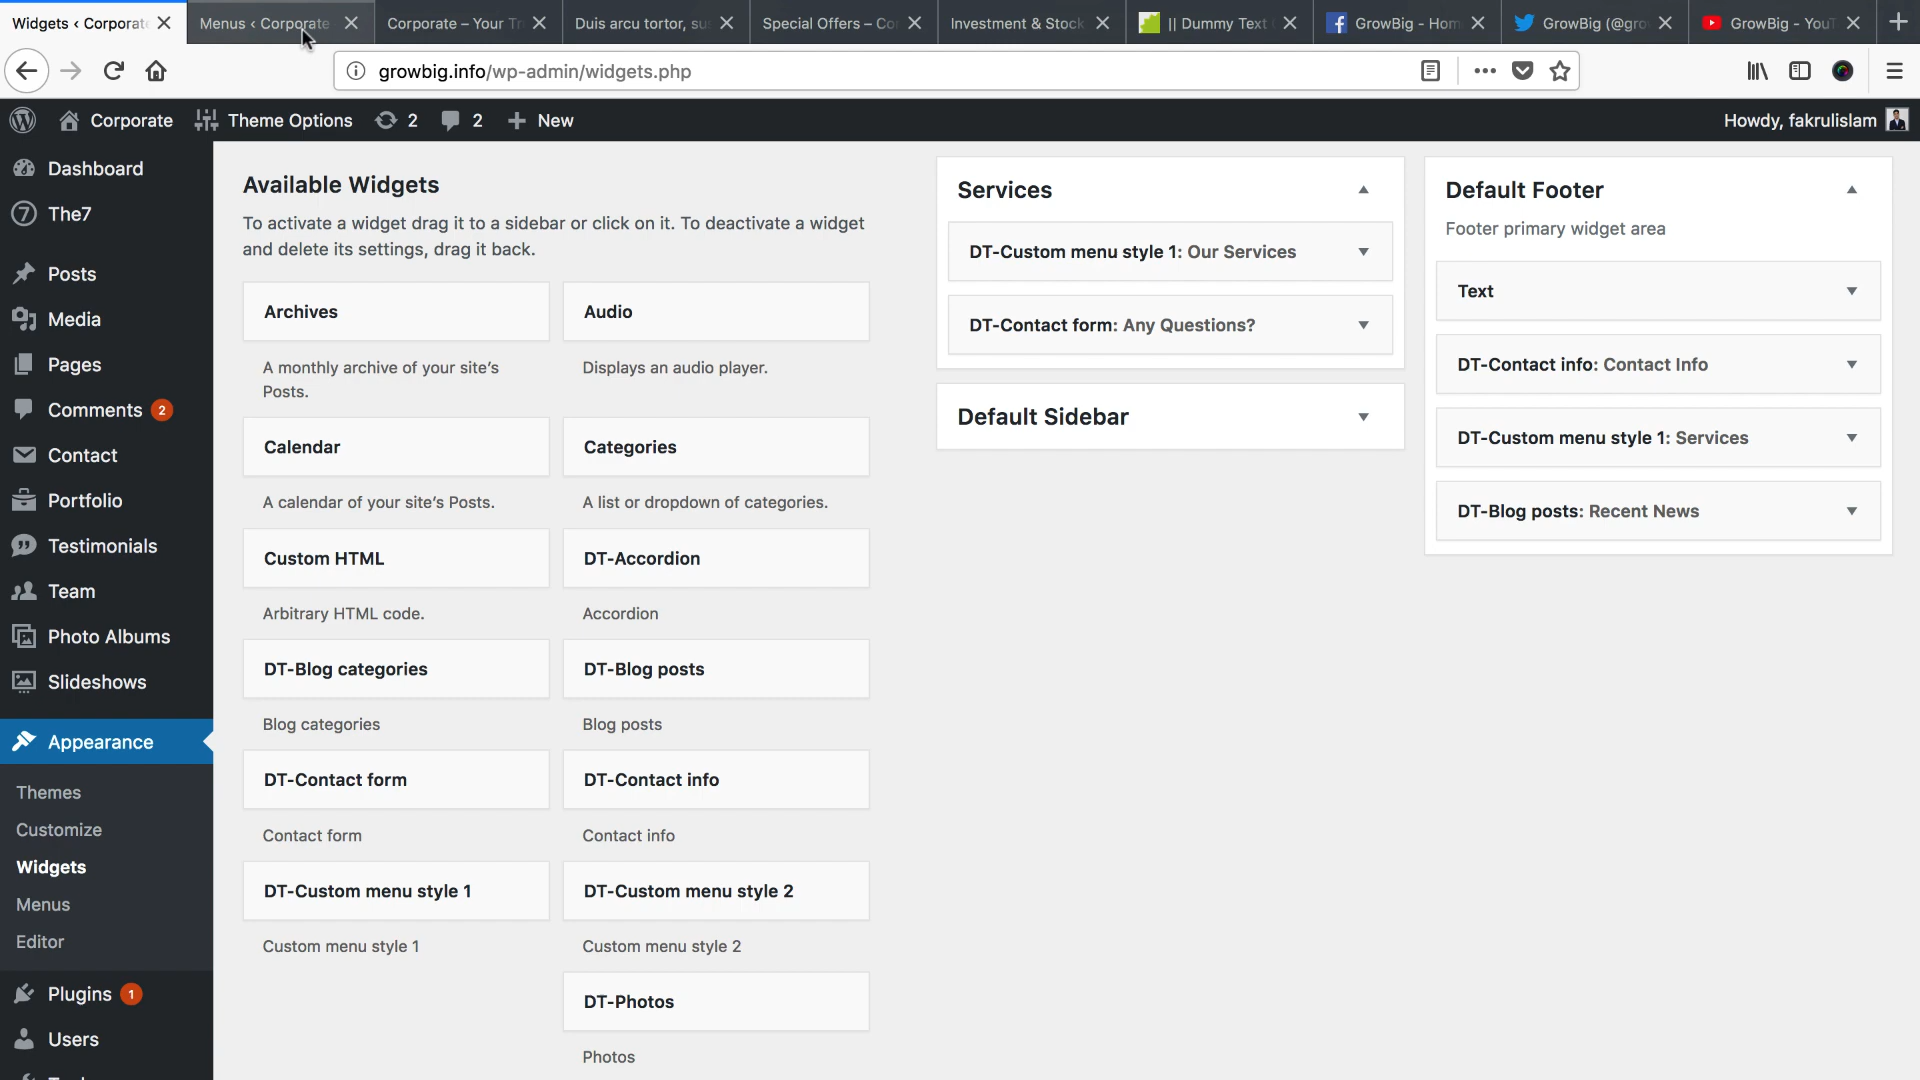 Widgets ‹ Corporate
Menus ‹ Corporate
Corporate – Your Tr
Duis arcu tortor, sus
Special Offers – Co
Investment & Stock
|| Dummy Text
GrowBig - Hom
GrowBig (@gro
GrowBig - YouT
growbig.info/wp-admin/widgets.php
Corporate
Theme Options
2
2
New
Howdy, fakrulislam
Dashboard
The7
Posts
Media
Pages
Comments 2
Contact
Portfolio
Testimonials
Team
Photo Albums
Slideshows
Appearance
Themes
Customize
Widgets
Menus
Editor
Plugins 1
Users
Available Widgets
To activate a widget drag it to a sidebar or click on it. To deactivate a widget
and delete its settings, drag it back.
Archives
Audio
A monthly archive of your site's
Posts.
Displays an audio player.
Calendar
Categories
A calendar of your site's Posts.
A list or dropdown of categories.
Custom HTML
DT-Accordion
Arbitrary HTML code.
Accordion
DT-Blog categories
DT-Blog posts
Blog categories
Blog posts
DT-Contact form
DT-Contact info
Contact form
Contact info
DT-Custom menu style 1
DT-Custom menu style 2
Custom menu style 1
Custom menu style 2
DT-Photos
Photos
Services
DT-Custom menu style 1: Our Services
DT-Contact form: Any Questions?
Default Sidebar
Default Footer
Footer primary widget area
Text
DT-Contact info: Contact Info
DT-Custom menu style 1: Services
DT-Blog posts: Recent News